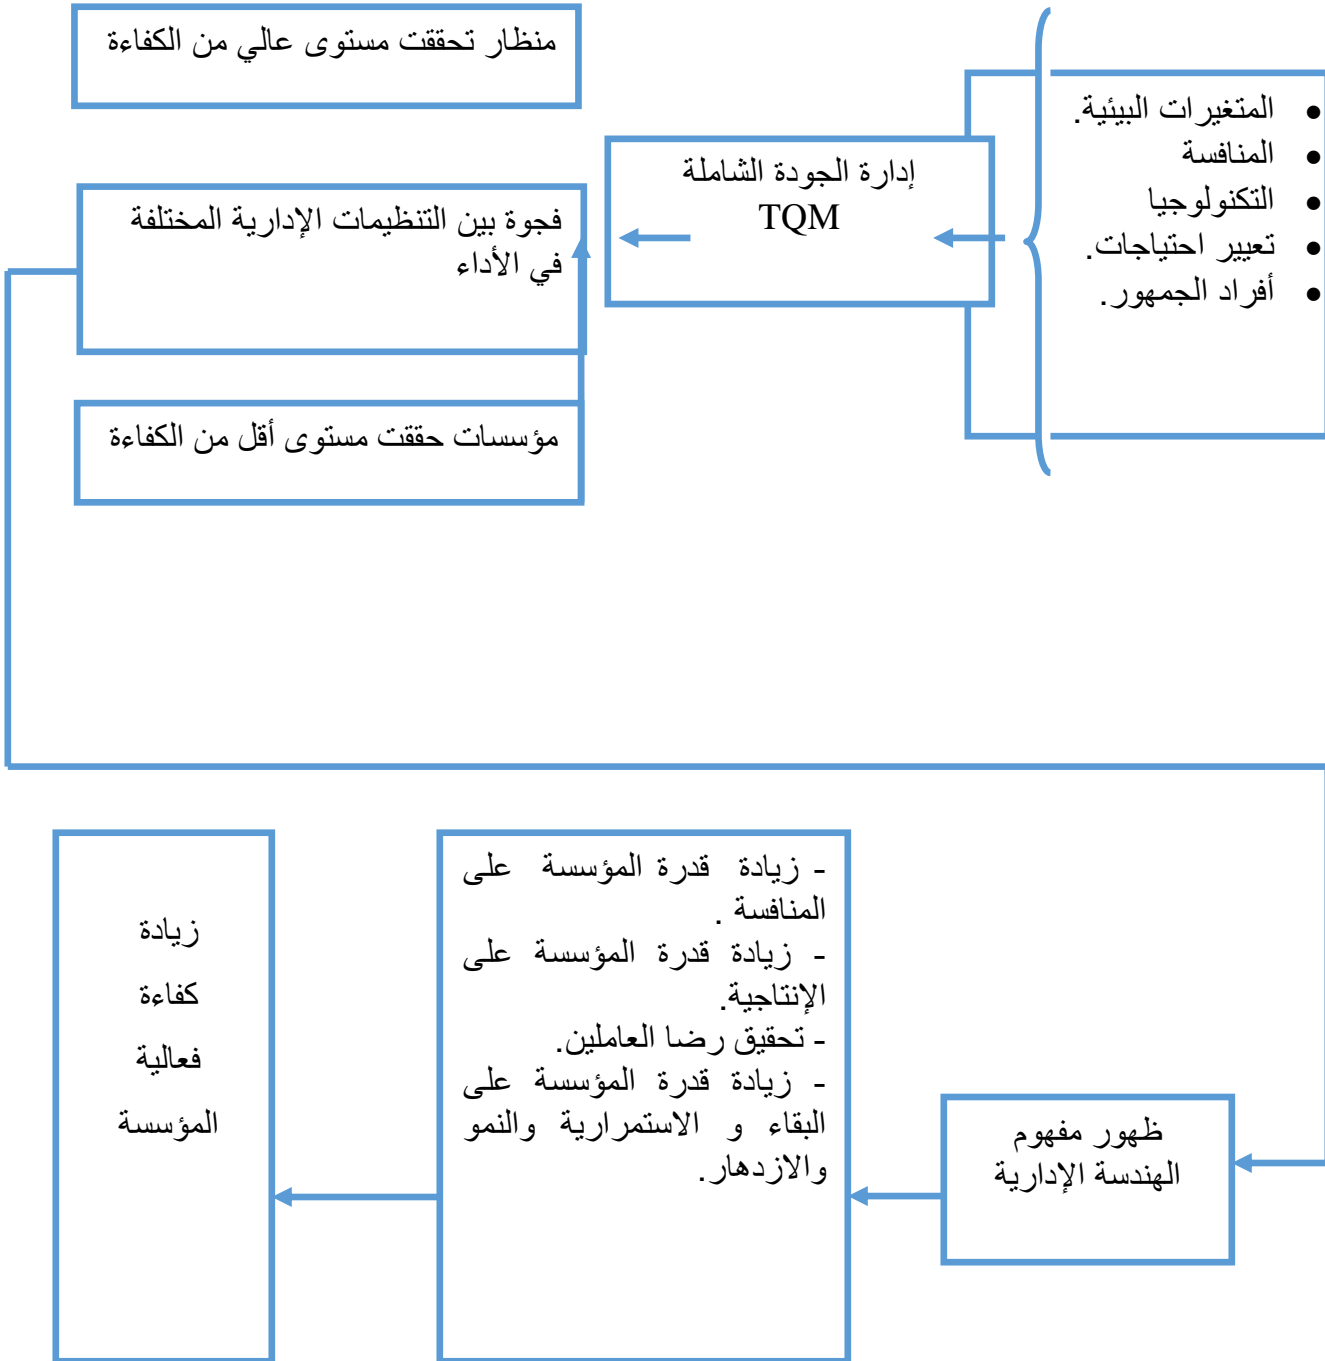 المتغيرات البيئية.
المنافسة
التكنولوجيا
تعيير احتياجات.
أفراد الجمهور.
إدارة الجودة الشاملة
TQM
منظار تحققت مستوى عالي من الكفاءة
فجوة بين التنظيمات الإدارية المختلفة
في الأداء
مؤسسات حققت مستوى أقل من الكفاءة
ظهور مفهوم
الهندسة الإدارية
- زيادة قدرة المؤسسة على
المنافسة .
- زيادة قدرة المؤسسة على
الإنتاجية.
- تحقيق رضا العاملين.
- زيادة قدرة المؤسسة على
البقاء و الاستمرارية والنمو
والازدهار.
زيادة
كفاءة
فعالية
المؤسسة